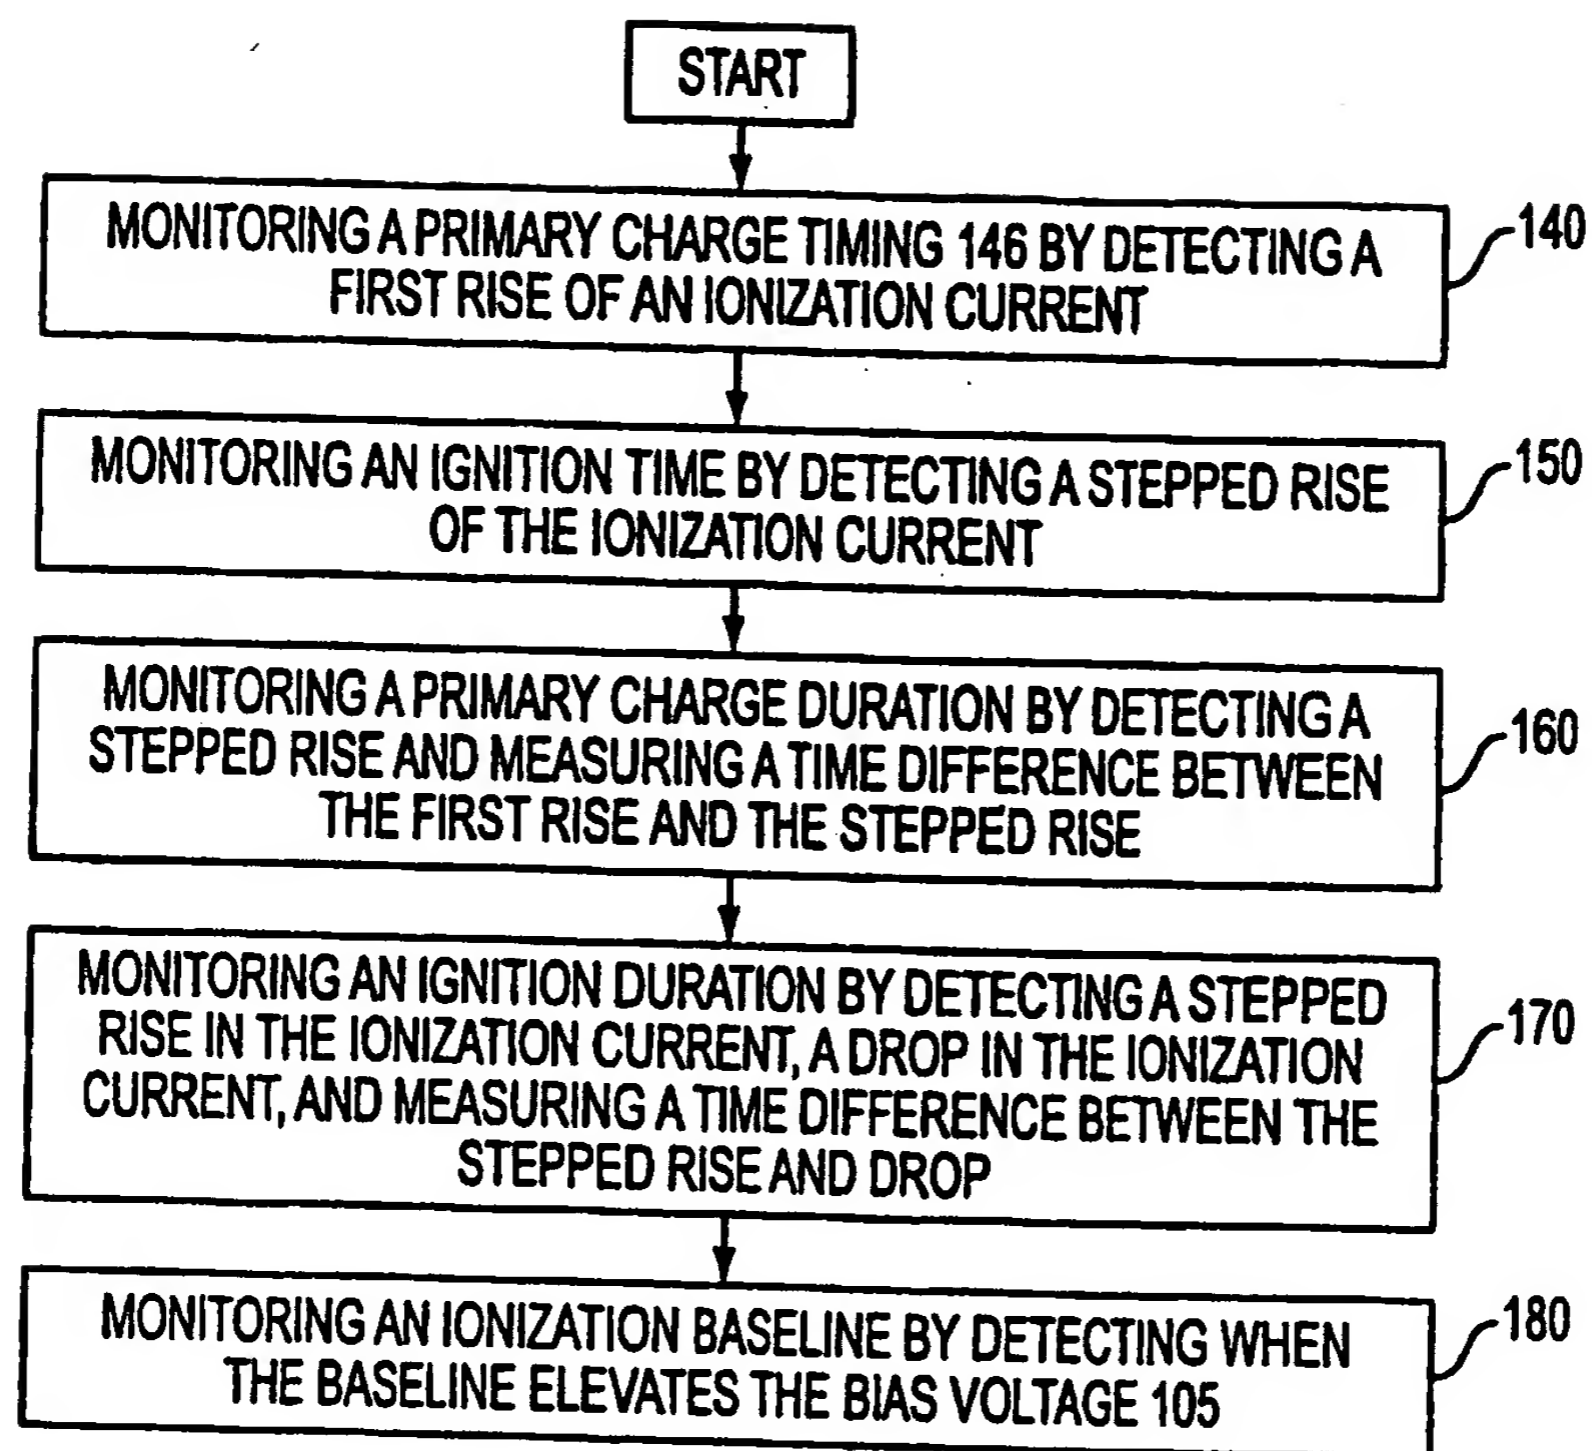 START
MONITORING A PRIMARY CHARGE TIMING 146 BY DETECTING A
FIRST RISE OF AN IONIZATION CURRENT
140
MONITORING AN IGNITION TIME BY DETECTING A STEPPED RISE
OF THE IONIZATION CURRENT
150
MONITORING A PRIMARY CHARGE DURATION BY DETECTING A
STEPPED RISE AND MEASURING A TIME DIFFERENCE BETWEEN
THE FIRST RISE AND THE STEPPED RISE
160
MONITORING AN IGNITION DURATION BY DETECTING A STEPPED
RISE IN THE IONIZATION CURRENT, A DROP IN THE IONIZATION
CURRENT, AND MEASURING A TIME DIFFERENCE BETWEEN THE
STEPPED RISE AND DROP
170
MONITORING AN IONIZATION BASELINE BY DETECTING WHEN
THE BASELINE ELEVATES THE BIAS VOLTAGE 105
180